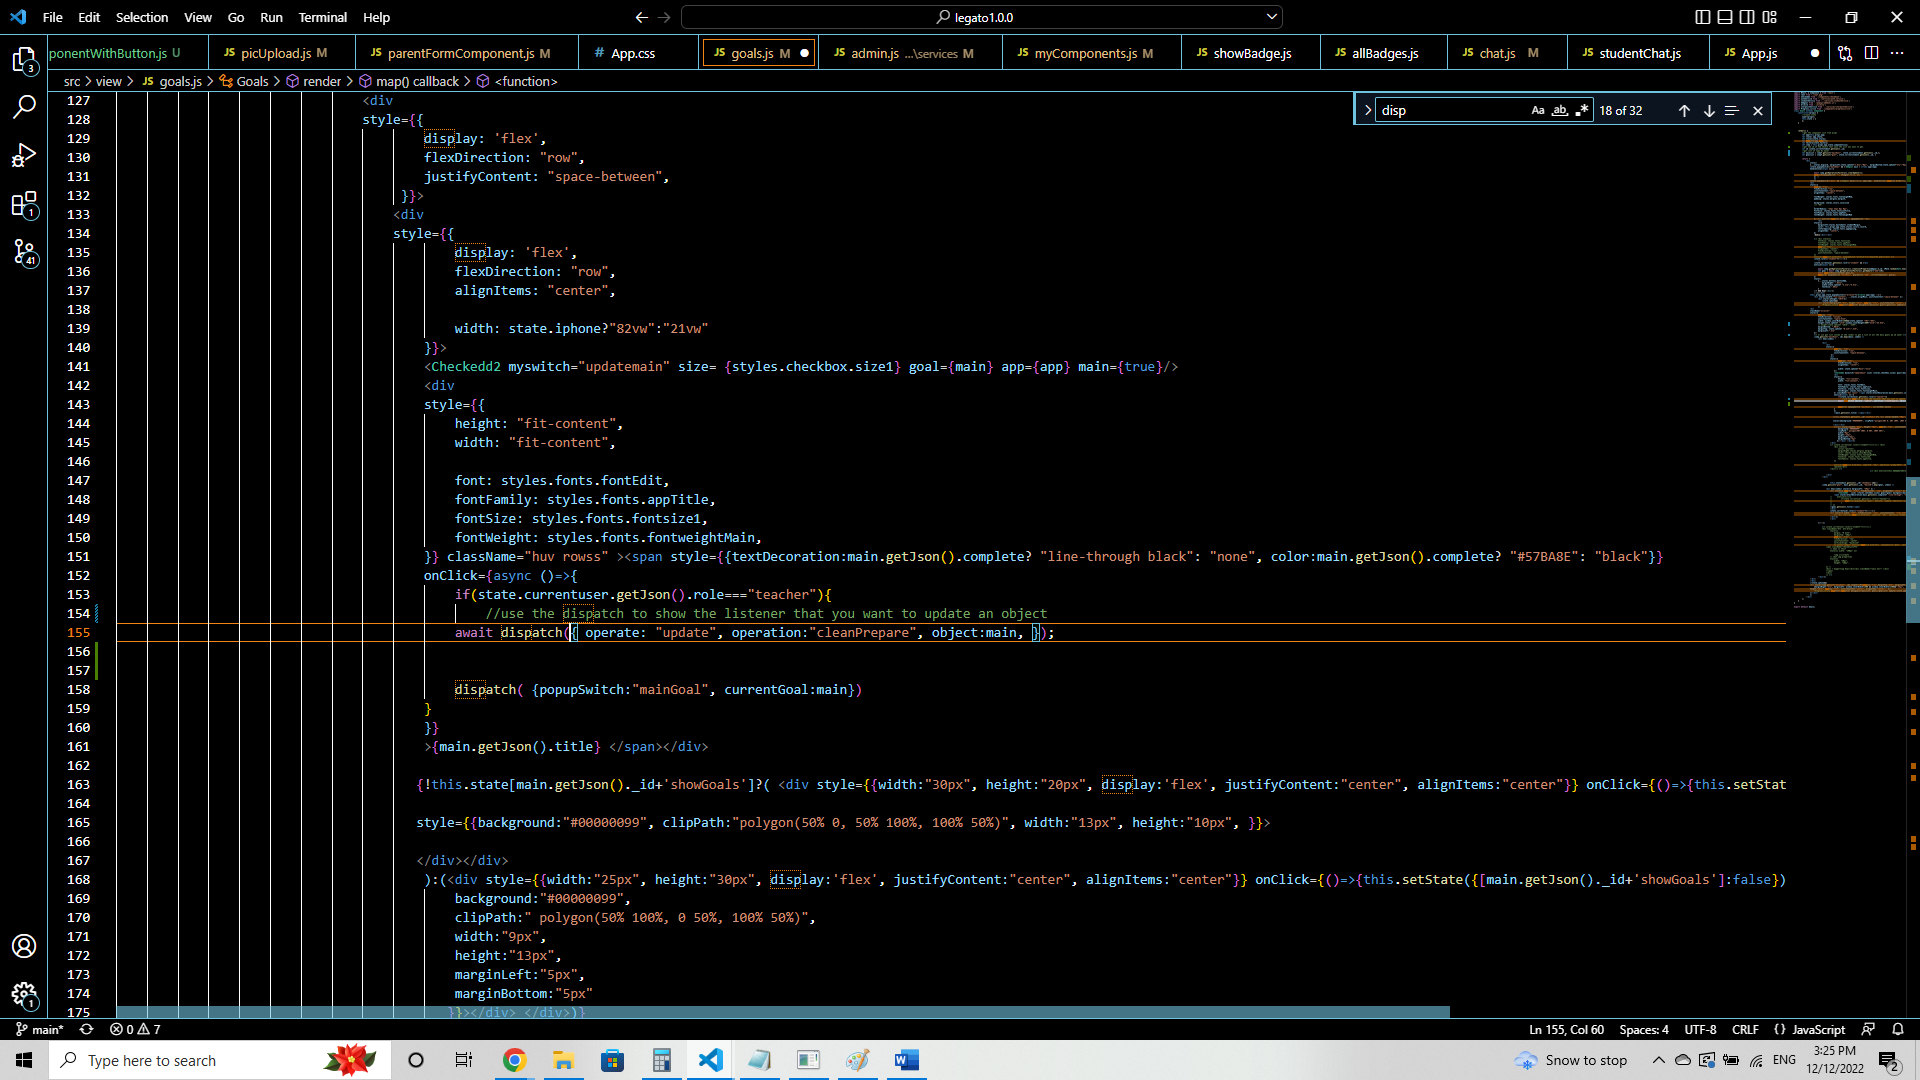 File Edit Selection View Go Run Terminal Help
legato1.0.0
ponentWithButton.js U
JS picUpload.js M
JS parentFormComponent.js M
# App.css
JS goals.js M
JS admin.js ...\services M
JS myComponents.js M
JS showBadge.js
JS allBadges.js
JS chat.js M
JS studentChat.js
JS App.js
src > view > JS goals.js > Goals > render > map() callback > <function>
disp
Aa ab
18 of 32
127 <div
128 style={{
129 display: 'flex',
130 flexDirection: "row",
131 justifyContent: "space-between",
132 }}>
133 <div
134 style={{
135 display: 'flex',
136 flexDirection: "row",
137 alignItems: "center",
138
139 width: state.iphone?"82vw":"21vw"
140 }}>
141 <Checkedd2 myswitch="updatemain" size= {styles.checkbox.size1} goal={main} app={app} main={true}/>
142 <div
143 style={{
144 height: "fit-content",
145 width: "fit-content",
146
147 font: styles.fonts.fontEdit,
148 fontFamily: styles.fonts.appTitle,
149 fontSize: styles.fonts.fontsize1,
150 fontWeight: styles.fonts.fontweightMain,
151 }} className="huv rowss" ><span style={{textDecoration:main.getJson().complete? "line-through black": "none", color:main.getJson().complete? "#57BA8E": "black"}}
152 onClick={async ()=>{
153 if(state.currentuser.getJson().role==="teacher"){
154 //use the dispatch to show the listener that you want to update an object
155 await dispatch({ operate: "update", operation:"cleanPrepare", object:main, });
156
157
158 dispatch( {popupSwitch:"mainGoal", currentGoal:main})
159 }
160 }}
161 >{main.getJson().title} </span></div>
162
163 {!this.state[main.getJson()._id+'showGoals']?( <div style={{width:"30px", height:"20px", display:'flex', justifyContent:"center", alignItems:"center"}} onClick={()=>{this.setStat
164
165 style={{background:"#00000099", clipPath:"polygon(50% 0, 50% 100%, 100% 50%)", width:"13px", height:"10px", }}>
166
167 </div></div>
168 ):(<div style={{width:"25px", height:"30px", display:'flex', justifyContent:"center", alignItems:"center"}} onClick={()=>{this.setState({[main.getJson()._id+'showGoals']:false})
169 background:"#00000099",
170 clipPath:" polygon(50% 100%, 0 50%, 100% 50%)",
171 width:"9px",
172 height:"13px",
173 marginLeft:"5px",
174 marginBottom:"5px"
175 }}></div> </div>)}
3
1
41
1
main* 0 7
Ln 155, Col 60 Spaces: 4 UTF-8 CRLF {} JavaScript
Type here to search
Snow to stop
ENG
3:25 PM
12/12/2022
2